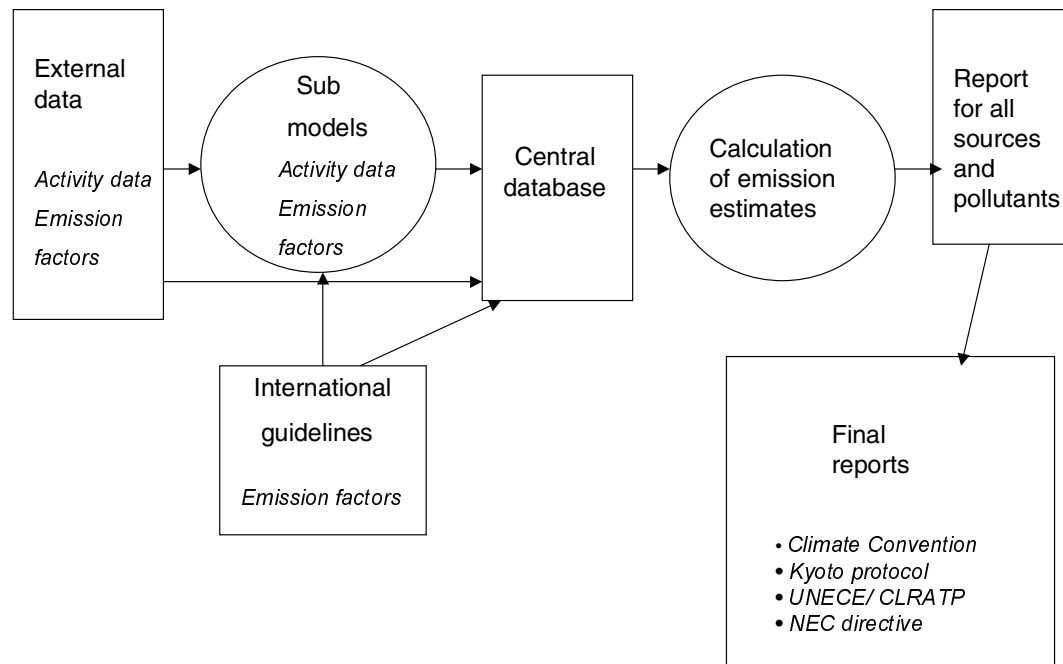 External
data
Activity data
Emission
factors
Sub
models
Activity data
Emission
factors
International
guidelines
Emission factors
Central
database
Calculation
of emission
estimates
Report
for all
sources
and
pollutants
Final
reports
• Climate Convention
• Kyoto protocol
• UNECE/ CLRATP
• NEC directive